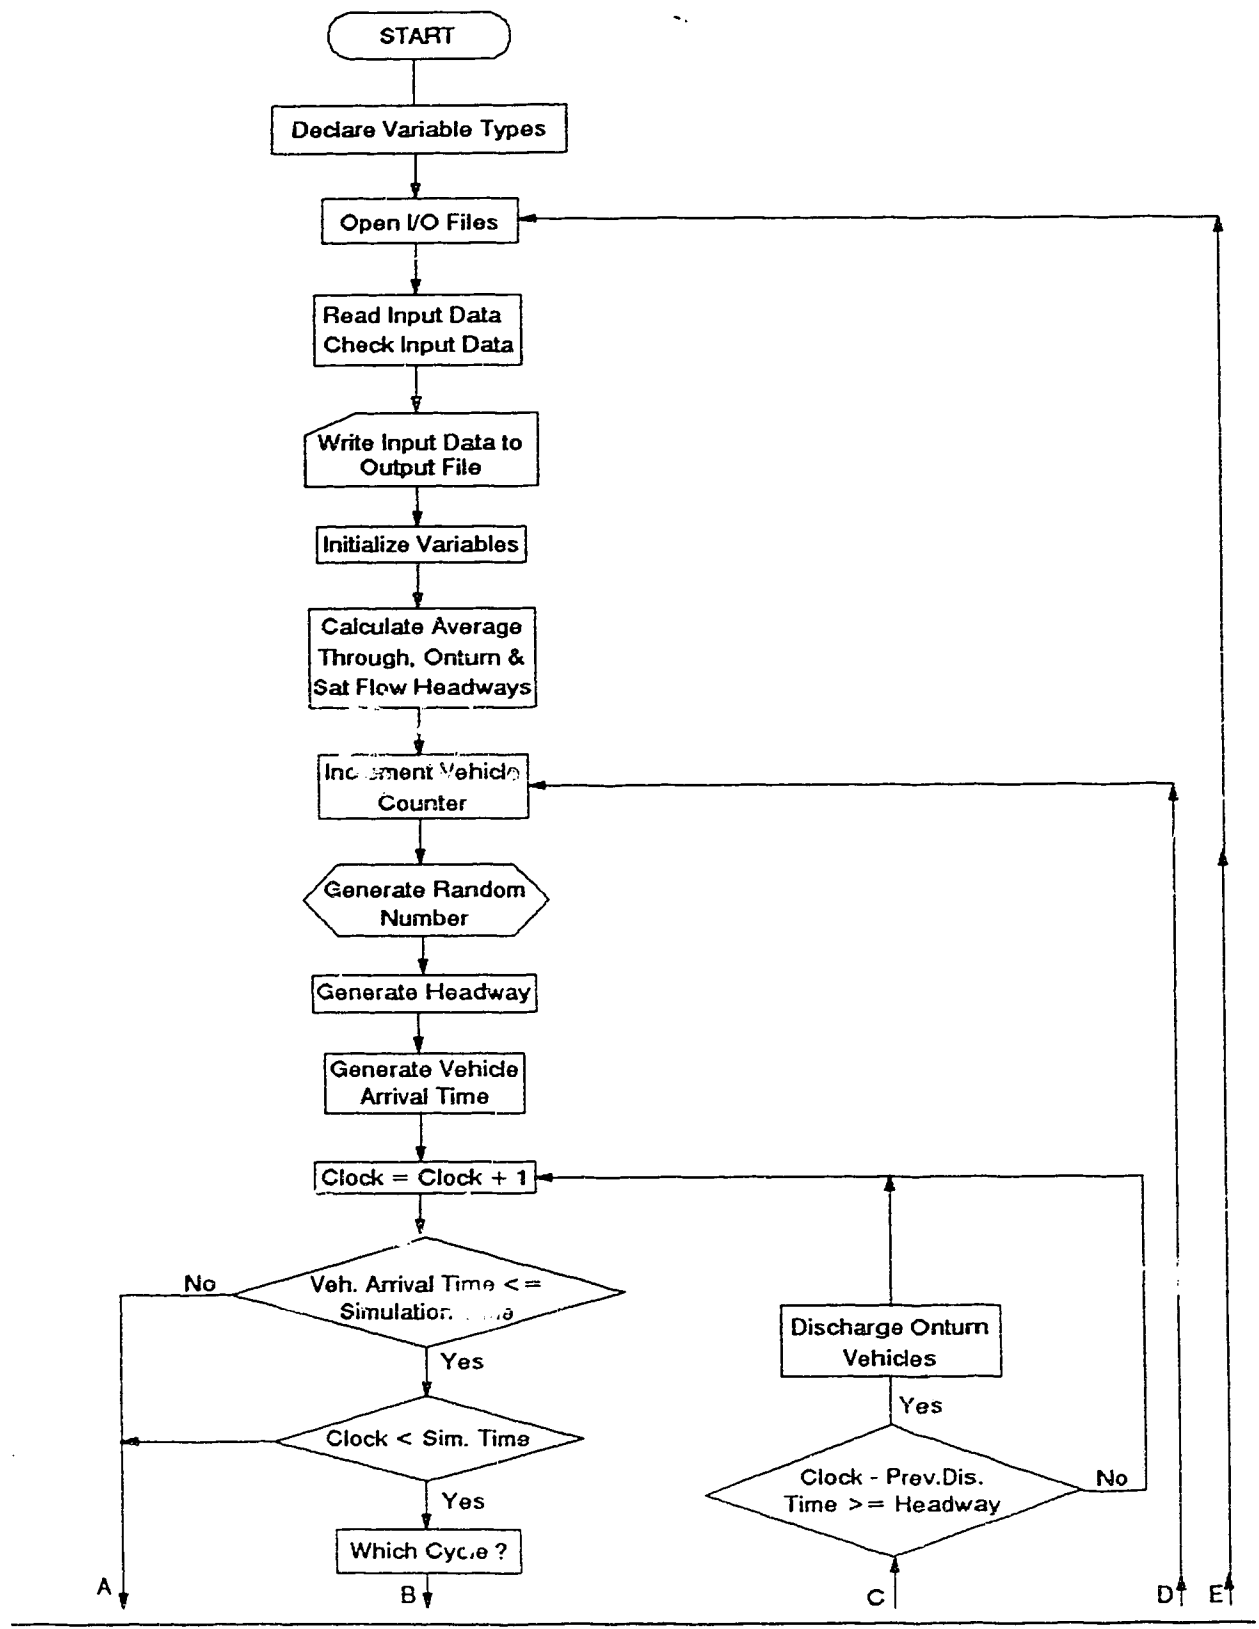 START
Declare Variable Types
Open I/O Files
Read Input Data
Check Input Data
Write Input Data to
Output File
Initialize Variables
Calculate Average
Through, Onturn &
Sat Flow Headways
Vehicle
Counter
Generate Random
Number
Generate Headway
Generate Vehicle
Arrival Time
Clock = Clock + 1
No
Veh. Arrival Time <=
Simulation
Yes
Clock < Sim. Time
Yes
Which Cycle ?
Discharge Onturn
Vehicles
Yes
Clock - Prev.Dis.
Time >= Headway
No
A
B
C
D
E